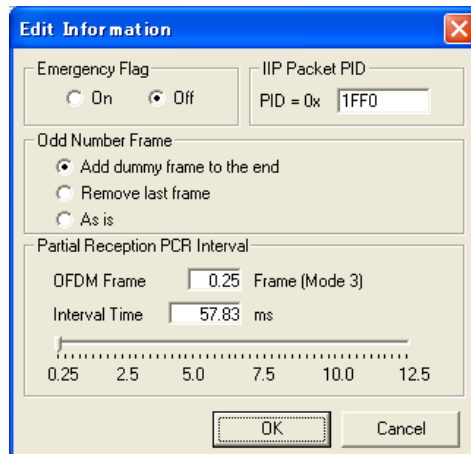 Edit Information
Emergency Flag
On Off
IIP Packet PID
PID = 0x 1FF0
Odd Number Frame
Add dummy frame to the end
Remove last frame
As is
Partial Reception PCR Interval
OFDM Frame 0.25 Frame (Mode 3)
Interval Time 57.83 ms
0.25 2.5 5.0 7.5 10.0 12.5
OK Cancel